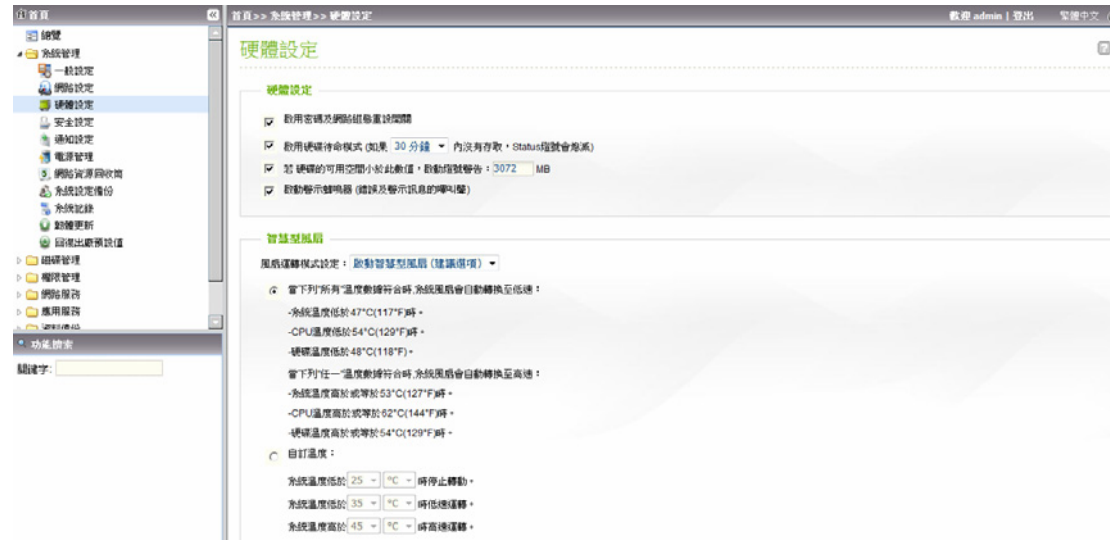 首頁
總覽
系統管理
一般設定
網路設定
硬體設定
安全設定
通知設定
電源管理
網路資源回收筒
系統設定備份
系統記錄
韌體更新
回復出廠預設值
磁碟管理
權限管理
網路服務
應用服務
資料備份
功能搜索
關鍵字:
首頁>> 系統管理>> 硬體設定
歡迎 admin | 登出 繁體中文
硬體設定
硬體設定
啟用密碼及網路組態重設開關
啟用硬碟待命模式 (如果 30 分鐘 內沒有存取,Status燈號會熄滅)
若 硬碟的可用空間小於此數值,啟動燈號警告: 3072 MB
啟動警示蜂鳴器 (錯誤及警示訊息的嗶叫聲)
智慧型風扇
風扇運轉模式設定: 啟動智慧型風扇 (建議選項)
當下列"所有"溫度數據符合時,系統風扇會自動轉換至低速:
-系統溫度低於47°C(117°F)時。
-CPU溫度低於54°C(129°F)時。
-硬碟溫度低於48°C(118°F)。
當下列"任一"溫度數據符合時,系統風扇會自動轉換至高速:
-系統溫度高於或等於53°C(127°F)時。
-CPU溫度高於或等於62°C(144°F)時。
-硬碟溫度高於或等於54°C(129°F)時。
自訂溫度:
系統溫度低於 25 °C 時停止轉動。
系統溫度低於 35 °C 時低速運轉。
系統溫度高於 45 °C 時高速運轉。